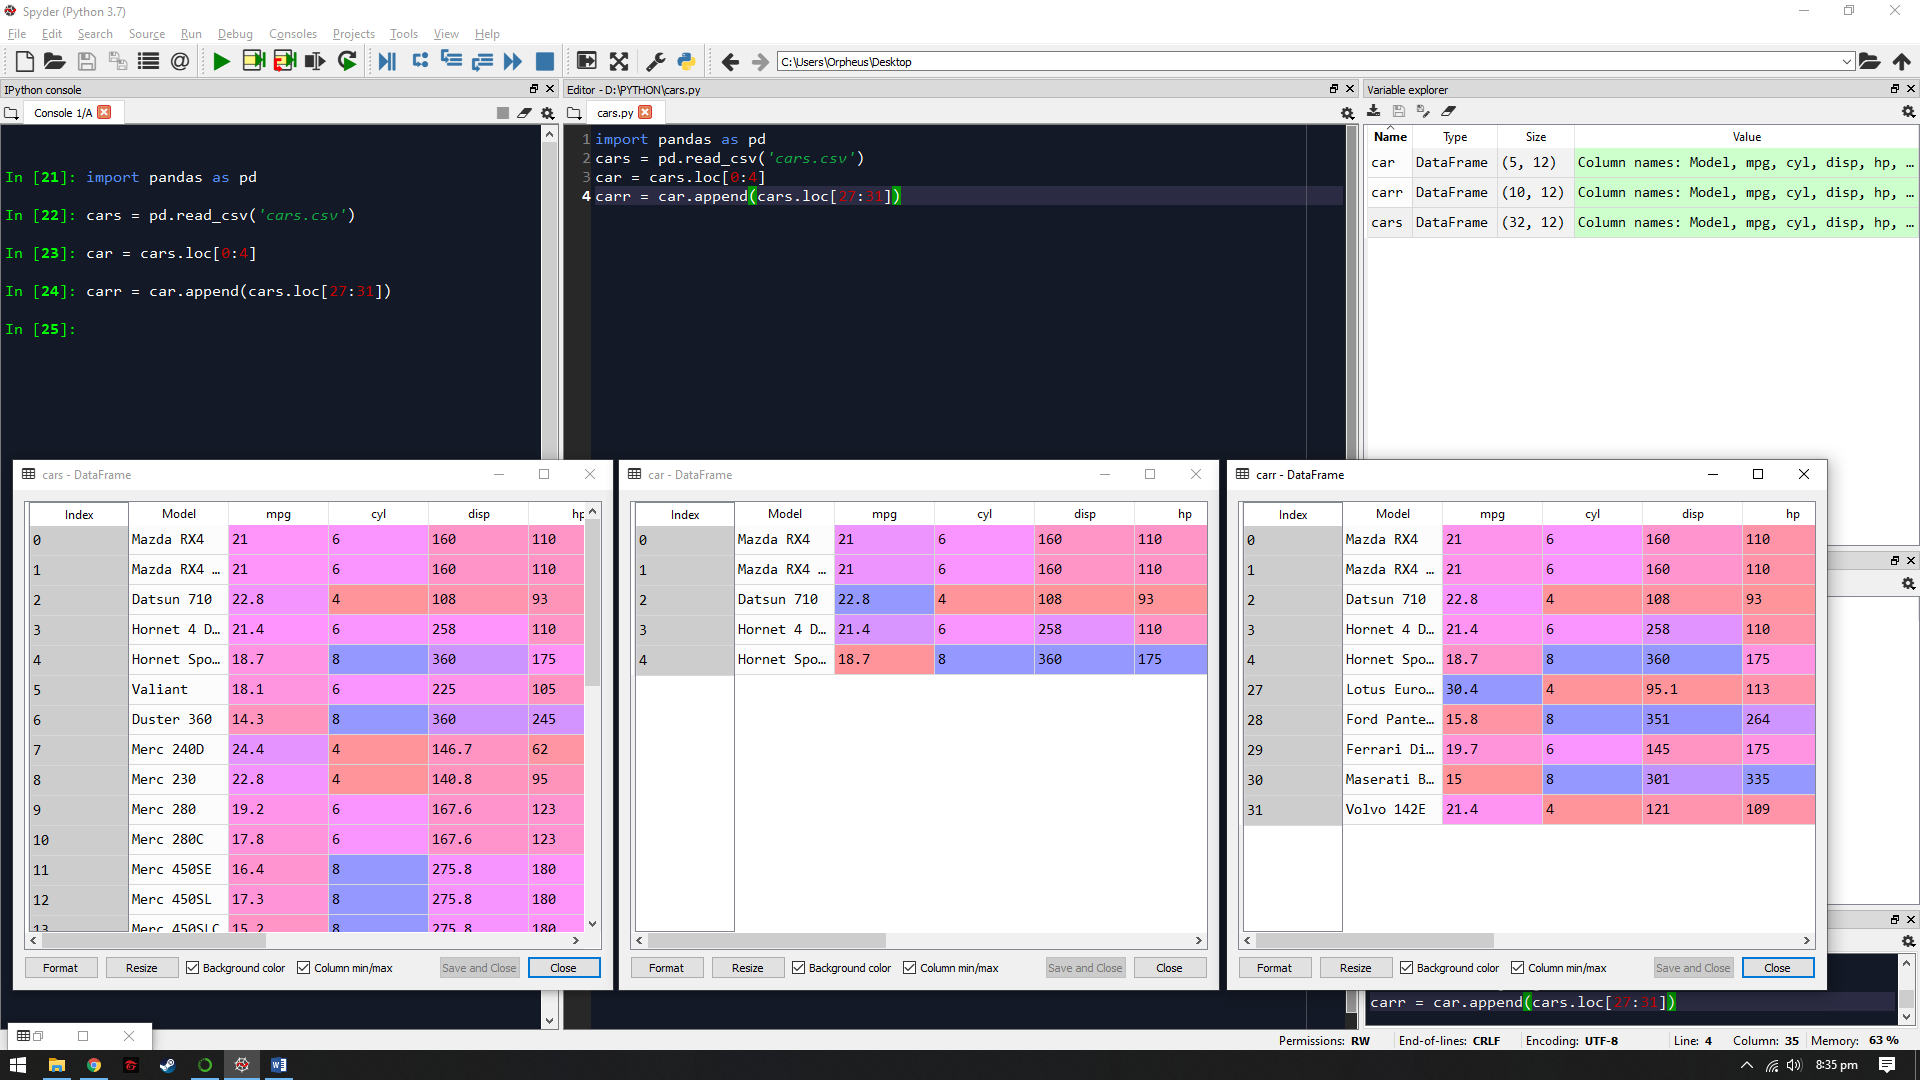 Spyder (Python 3.7)
File Edit Search Source Run Debug Consoles Projects Tools View Help
C:\Users\Orpheus\Desktop
IPython console
Console 1/A
In [21]: import pandas as pd
In [22]: cars = pd.read_csv('cars.csv')
In [23]: car = cars.loc[0:4]
In [24]: carr = car.append(cars.loc[27:31])
In [25]:
Editor - D:\PYTHON\cars.py
cars.py
1 import pandas as pd
2 cars = pd.read_csv('cars.csv')
3 car = cars.loc[0:4]
4 carr = car.append(cars.loc[27:31])
Variable explorer
Name Type Size Value
car DataFrame (5, 12) Column names: Model, mpg, cyl, disp, hp, ...
carr DataFrame (10, 12) Column names: Model, mpg, cyl, disp, hp, ...
cars DataFrame (32, 12) Column names: Model, mpg, cyl, disp, hp, ...
cars - DataFrame
Index Model mpg cyl disp hp
0 Mazda RX4 21 6 160 110
1 Mazda RX4 ... 21 6 160 110
2 Datsun 710 22.8 4 108 93
3 Hornet 4 D... 21.4 6 258 110
4 Hornet Spo... 18.7 8 360 175
5 Valiant 18.1 6 225 105
6 Duster 360 14.3 8 360 245
7 Merc 240D 24.4 4 146.7 62
8 Merc 230 22.8 4 140.8 95
9 Merc 280 19.2 6 167.6 123
10 Merc 280C 17.8 6 167.6 123
11 Merc 450SE 16.4 8 275.8 180
12 Merc 450SL 17.3 8 275.8 180
13 Merc 450SLC 15.2 8 275.8 180
Format Resize Background color Column min/max Save and Close Close
car - DataFrame
Index Model mpg cyl disp hp
0 Mazda RX4 21 6 160 110
1 Mazda RX4 ... 21 6 160 110
2 Datsun 710 22.8 4 108 93
3 Hornet 4 D... 21.4 6 258 110
4 Hornet Spo... 18.7 8 360 175
Format Resize Background color Column min/max Save and Close Close
carr - DataFrame
Index Model mpg cyl disp hp
0 Mazda RX4 21 6 160 110
1 Mazda RX4 ... 21 6 160 110
2 Datsun 710 22.8 4 108 93
3 Hornet 4 D... 21.4 6 258 110
4 Hornet Spo... 18.7 8 360 175
27 Lotus Euro... 30.4 4 95.1 113
28 Ford Pante... 15.8 8 351 264
29 Ferrari Di... 19.7 6 145 175
30 Maserati B... 15 8 301 335
31 Volvo 142E 21.4 4 121 109
Format Resize Background color Column min/max Save and Close Close
carr = car.append(cars.loc[27:31])
Permissions: RW End-of-lines: CRLF Encoding: UTF-8 Line: 4 Column: 35 Memory: 63 %
8:35 pm